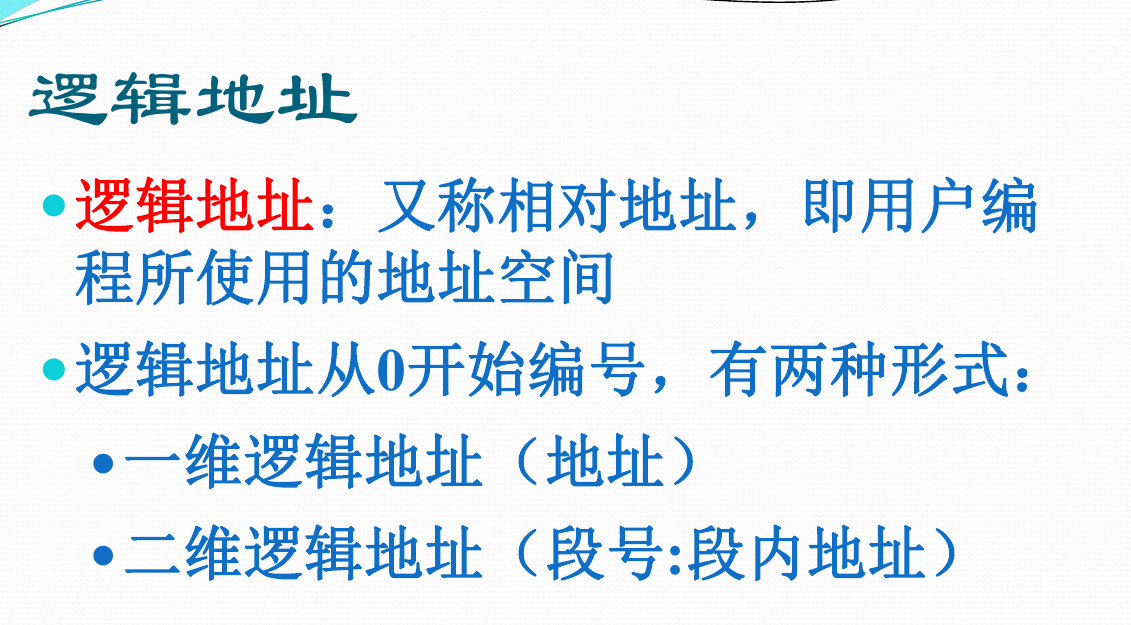 逻辑地址
•逻辑地址：又称相对地址，即用户编
程所使用的地址空间
•逻辑地址从0开始编号，有两种形式：
•一维逻辑地址（地址）
•二维逻辑地址（段号:段内地址）